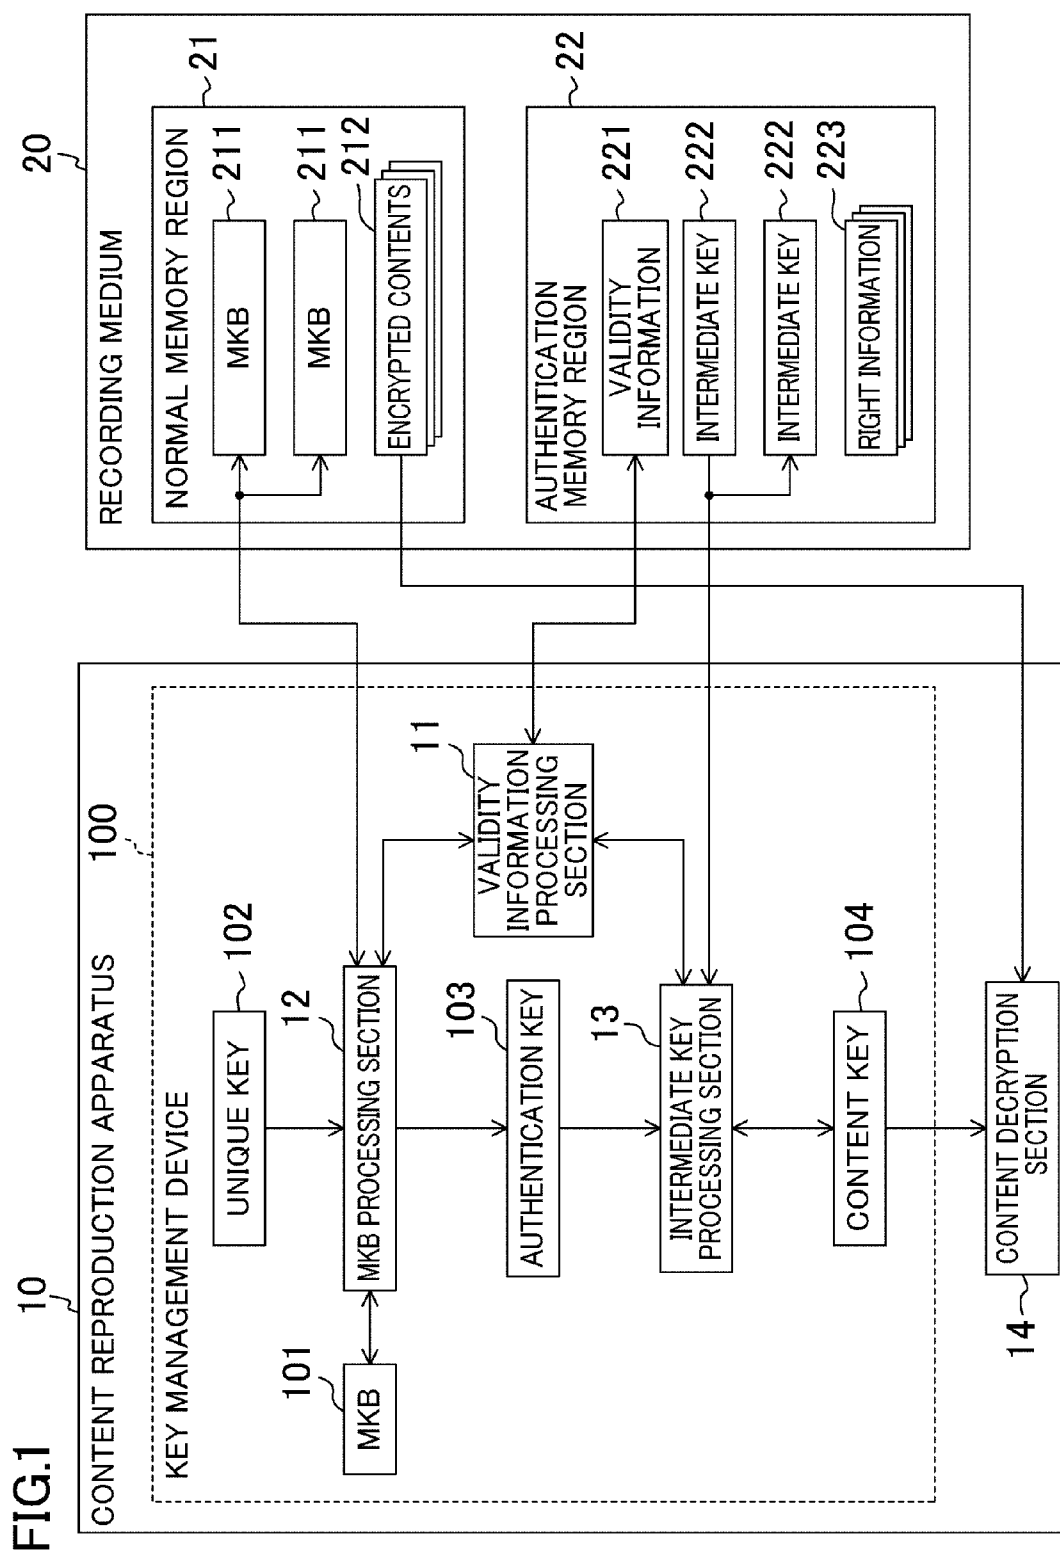 FIG.1
10
CONTENT REPRODUCTION APPARATUS
100
KEY MANAGEMENT DEVICE
102
UNIQUE KEY
101
MKB
12
MKB PROCESSING SECTION
11
VALIDITY
INFORMATION
PROCESSING
SECTION
103
AUTHENTICATION KEY
13
INTERMEDIATE KEY
PROCESSING SECTION
104
CONTENT KEY
14
CONTENT DECRYPTION
SECTION
20
RECORDING MEDIUM
21
NORMAL MEMORY REGION
211
MKB
211
MKB
212
ENCRYPTED CONTENTS
22
AUTHENTICATION
MEMORY REGION
221
VALIDITY
INFORMATION
222
INTERMEDIATE KEY
222
INTERMEDIATE KEY
223
RIGHT INFORMATION